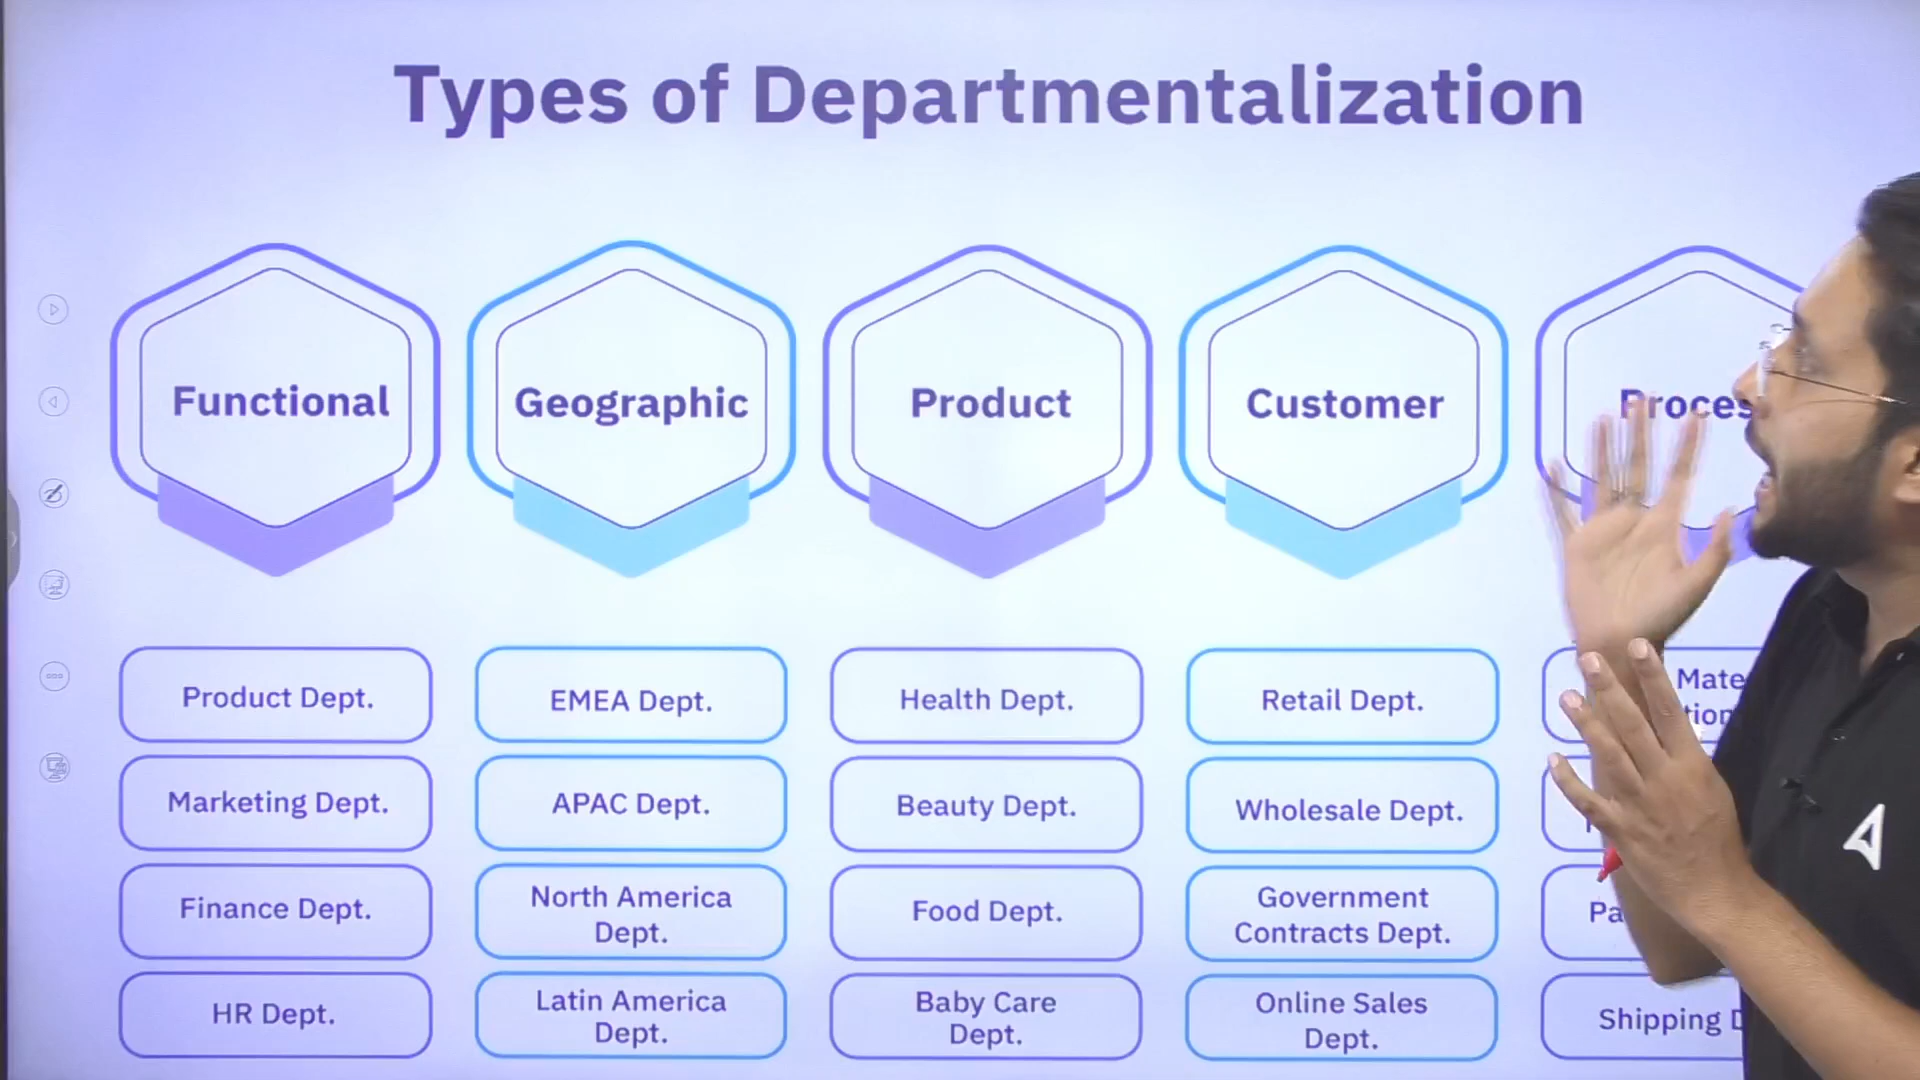 Types of Departmentalization
Functional
Geographic
Product
Customer
Product Dept.
Marketing Dept.
Finance Dept.
HR Dept.
EMEA Dept.
APAC Dept.
North America
Dept.
Latin America
Dept.
Health Dept.
Beauty Dept.
Food Dept.
Baby Care
Dept.
Retail Dept.
Wholesale Dept.
Government
Contracts Dept.
Online Sales
Dept.
Shipping